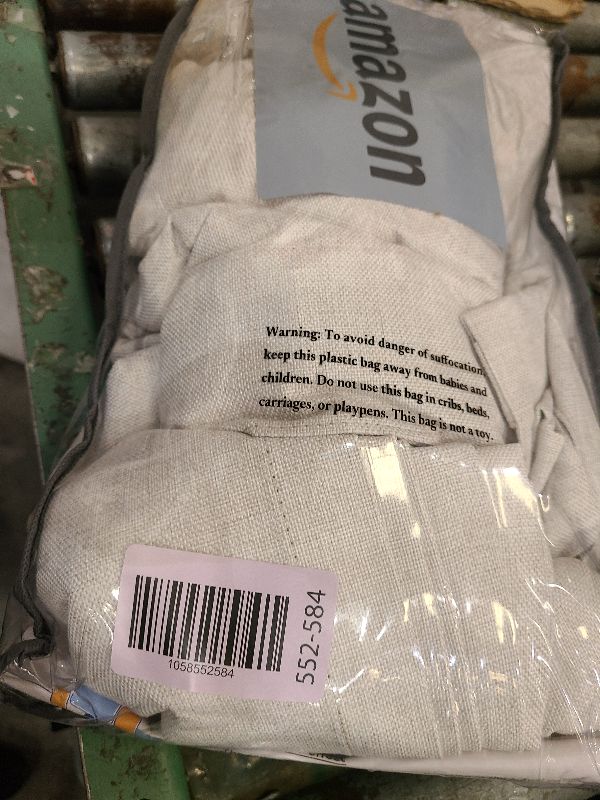 amazon
Warning: To avoid danger of suffocation,
keep this plastic bag away from babies and
children. Do not use this bag in cribs, beds,
carriages, or playpens. This bag is not a toy.
1058552584
552-584